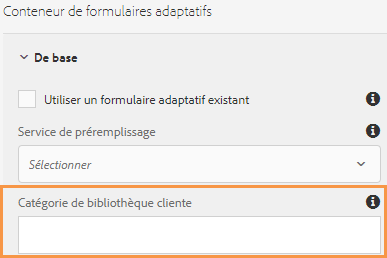 Conteneur de formulaires adaptatifs
De base
Utiliser un formulaire adaptatif existant
Service de préremplissage
Sélectionner
Catégorie de bibliothèque cliente